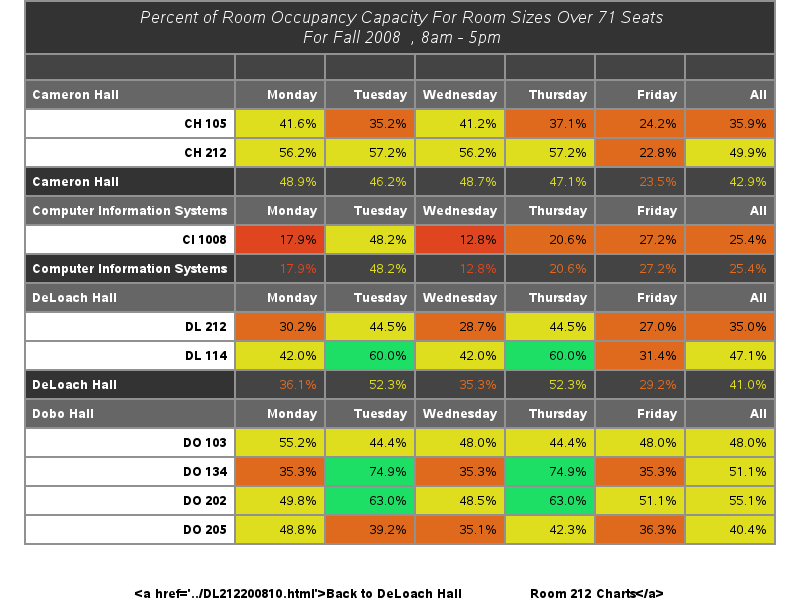 Percent of Room Occupancy Capacity For Room Sizes Over 71 Seats
For Fall 2008 , 8am - 5pm
Cameron Hall Monday Tuesday Wednesday Thursday Friday All
CH 105 41.6% 35.2% 41.2% 37.1% 24.2% 35.9%
CH 212 56.2% 57.2% 56.2% 57.2% 22.8% 49.9%
Cameron Hall 48.9% 46.2% 48.7% 47.1% 23.5% 42.9%
Computer Information Systems Monday Tuesday Wednesday Thursday Friday All
CI 1008 17.9% 48.2% 12.8% 20.6% 27.2% 25.4%
Computer Information Systems 17.9% 48.2% 12.8% 20.6% 27.2% 25.4%
DeLoach Hall Monday Tuesday Wednesday Thursday Friday All
DL 212 30.2% 44.5% 28.7% 44.5% 27.0% 35.0%
DL 114 42.0% 60.0% 42.0% 60.0% 31.4% 47.1%
DeLoach Hall 36.1% 52.3% 35.3% 52.3% 29.2% 41.0%
Dobo Hall Monday Tuesday Wednesday Thursday Friday All
DO 103 55.2% 44.4% 48.0% 44.4% 48.0% 48.0%
DO 134 35.3% 74.9% 35.3% 74.9% 35.3% 51.1%
DO 202 49.8% 63.0% 48.5% 63.0% 51.1% 55.1%
DO 205 48.8% 39.2% 35.1% 42.3% 36.3% 40.4%
<a href='../DL212200810.html'>Back to DeLoach Hall Room 212 Charts</a>